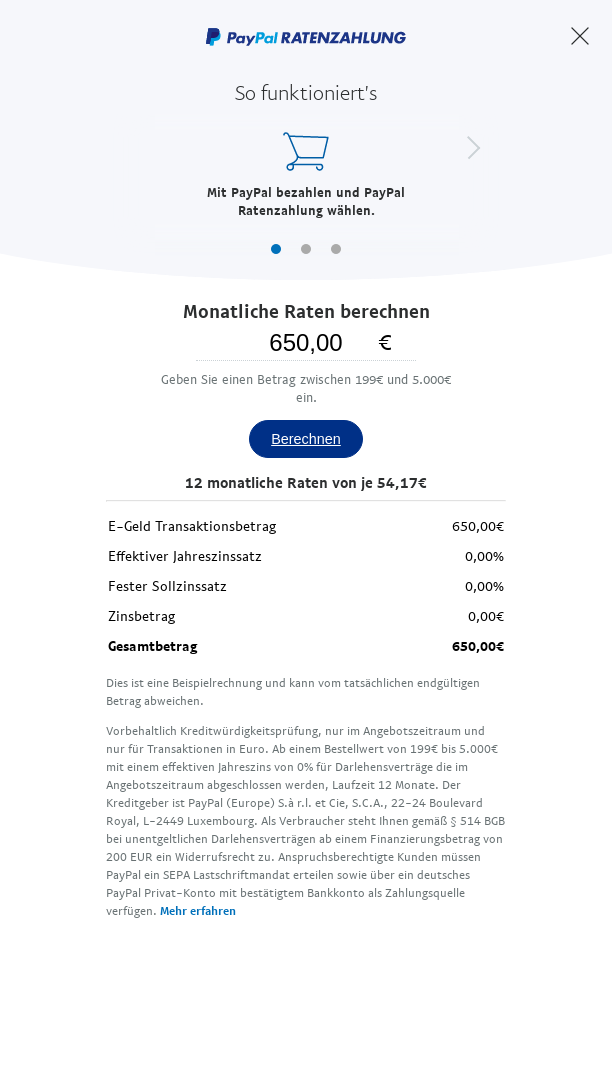 PayPal RATENZAHLUNG
So funktioniert's
Mit PayPal bezahlen und PayPal
Ratenzahlung wählen.
Monatliche Raten berechnen
650,00 €
Geben Sie einen Betrag zwischen 199€ und 5.000€
ein.
Berechnen
12 monatliche Raten von je 54,17€
E-Geld Transaktionsbetrag 650,00€
Effektiver Jahreszinssatz 0,00%
Fester Sollzinssatz 0,00%
Zinsbetrag 0,00€
Gesamtbetrag 650,00€
Dies ist eine Beispielrechnung und kann vom tatsächlichen endgültigen
Betrag abweichen.
Vorbehaltlich Kreditwürdigkeitsprüfung, nur im Angebotszeitraum und
nur für Transaktionen in Euro. Ab einem Bestellwert von 199€ bis 5.000€
mit einem effektiven Jahreszins von 0% für Darlehensverträge die im
Angebotszeitraum abgeschlossen werden, Laufzeit 12 Monate. Der
Kreditgeber ist PayPal (Europe) S.à r.l. et Cie, S.C.A., 22-24 Boulevard
Royal, L-2449 Luxembourg. Als Verbraucher steht Ihnen gemäß § 514 BGB
bei unentgeltlichen Darlehensverträgen ab einem Finanzierungsbetrag von
200 EUR ein Widerrufsrecht zu. Anspruchsberechtigte Kunden müssen
PayPal ein SEPA Lastschriftmandat erteilen sowie über ein deutsches
PayPal Privat-Konto mit bestätigtem Bankkonto als Zahlungsquelle
verfügen. Mehr erfahren